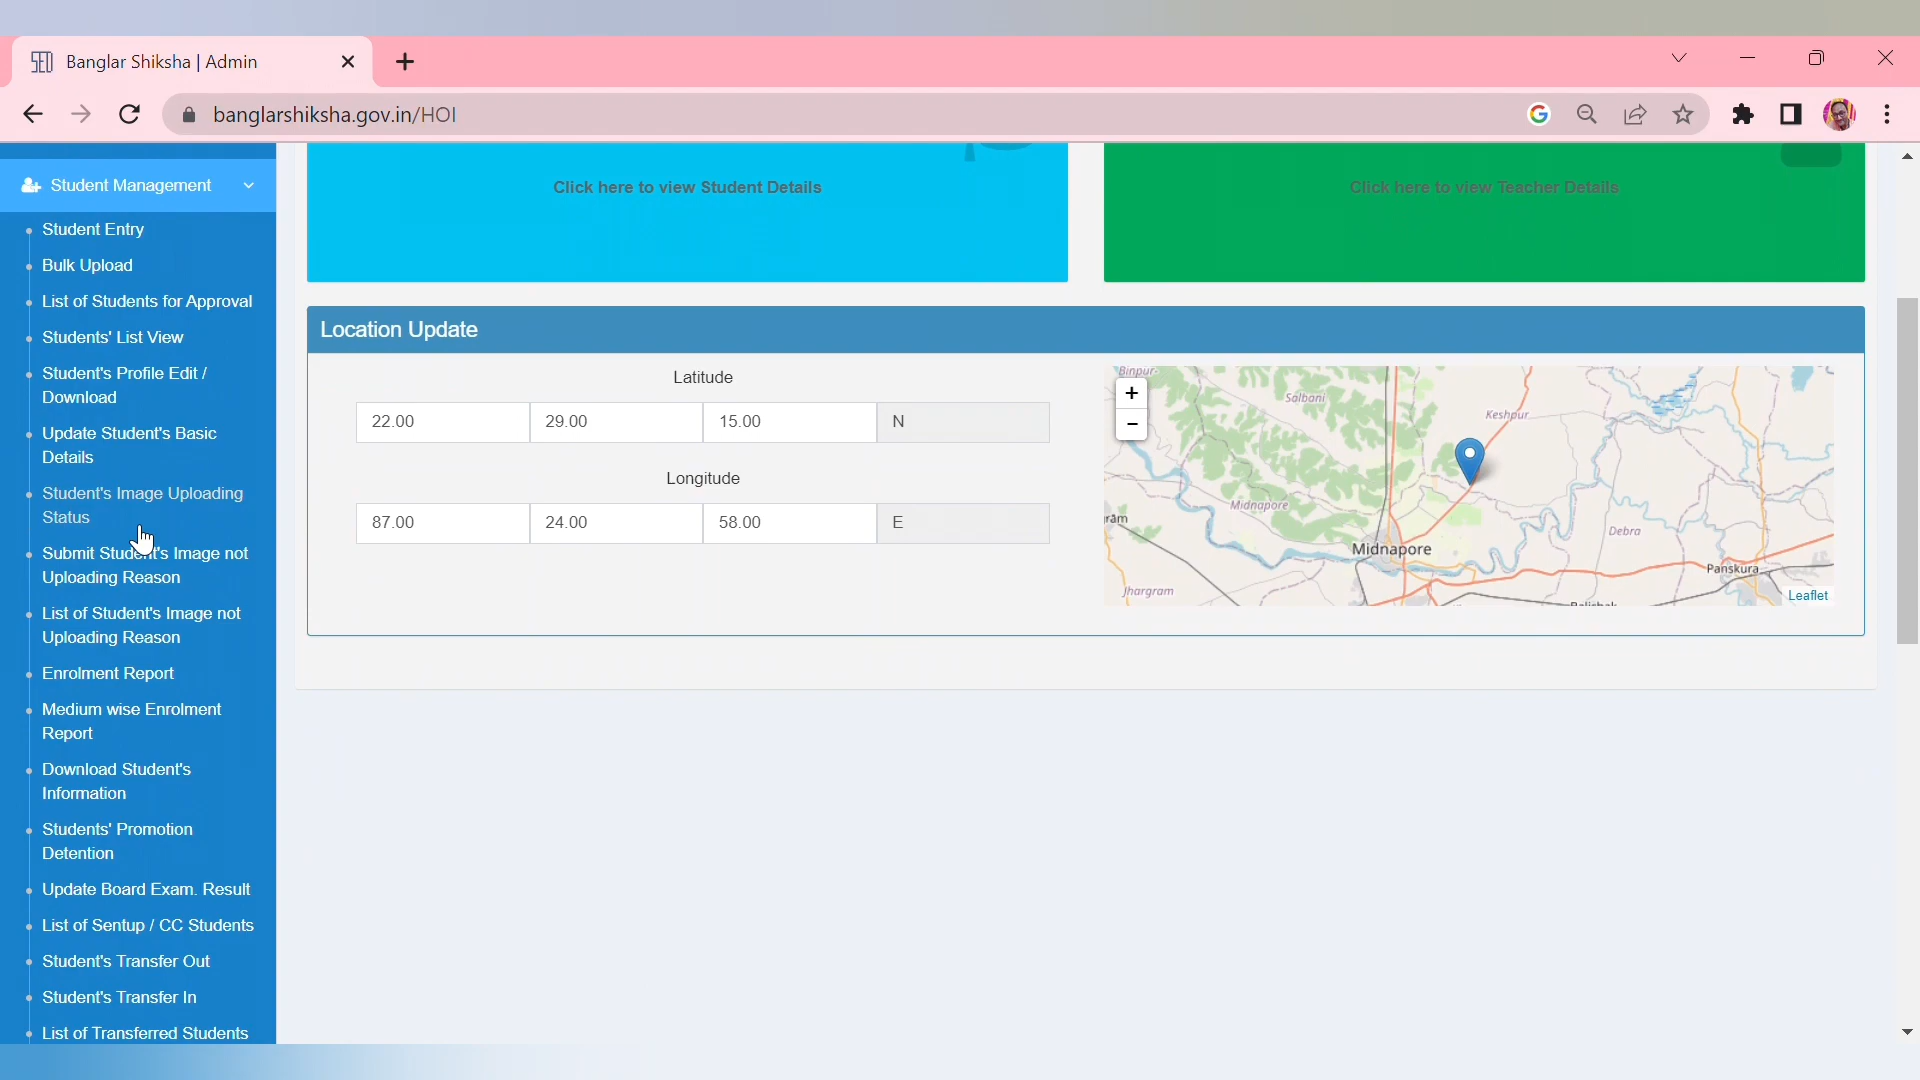 Banglar Shiksha | Admin
banglarshiksha.gov.in/HOI
Student Management
Student Entry
Bulk Upload
List of Students for Approval
Students' List View
Student's Profile Edit /
Download
Update Student's Basic
Details
Student's Image Uploading
Status
Submit Student's Image not
Uploading Reason
List of Student's Image not
Uploading Reason
Enrolment Report
Medium wise Enrolment
Report
Download Student's
Information
Students' Promotion
Detention
Update Board Exam. Result
List of Sentup / CC Students
Student's Transfer Out
Student's Transfer In
List of Transferred Students
Click here to view Student Details
Click here to view Teacher Details
Location Update
Latitude
22.00 29.00 15.00 N
Longitude
87.00 24.00 58.00 E
+
-
Binpur-
Salbani
Keshpur
Midnapore
râm
Debra
Midnapore
Panskura
Jhargram
Leaflet